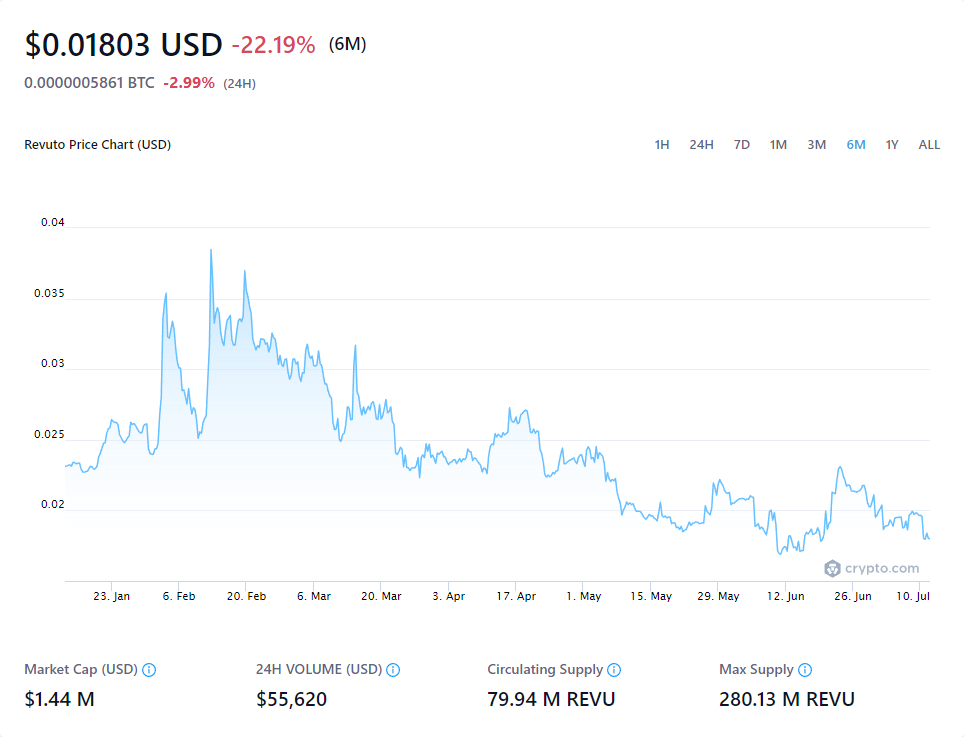 $0.01803 USD -22.19% (6M)
0.0000005861 BTC -2.99% (24H)
Revuto Price Chart (USD)
1H 24H 7D 1M 3M 6M 1Y ALL
0.04
0.035
0.03
0.025
0.02
crypto.com
23. Jan 6. Feb 20. Feb 6. Mar 20. Mar 3. Apr 17. Apr 1. May 15. May 29. May 12. Jun 26. Jun 10. Jul
Market Cap (USD) 24H VOLUME (USD) Circulating Supply Max Supply
$1.44 M $55,620 79.94 M REVU 280.13 M REVU